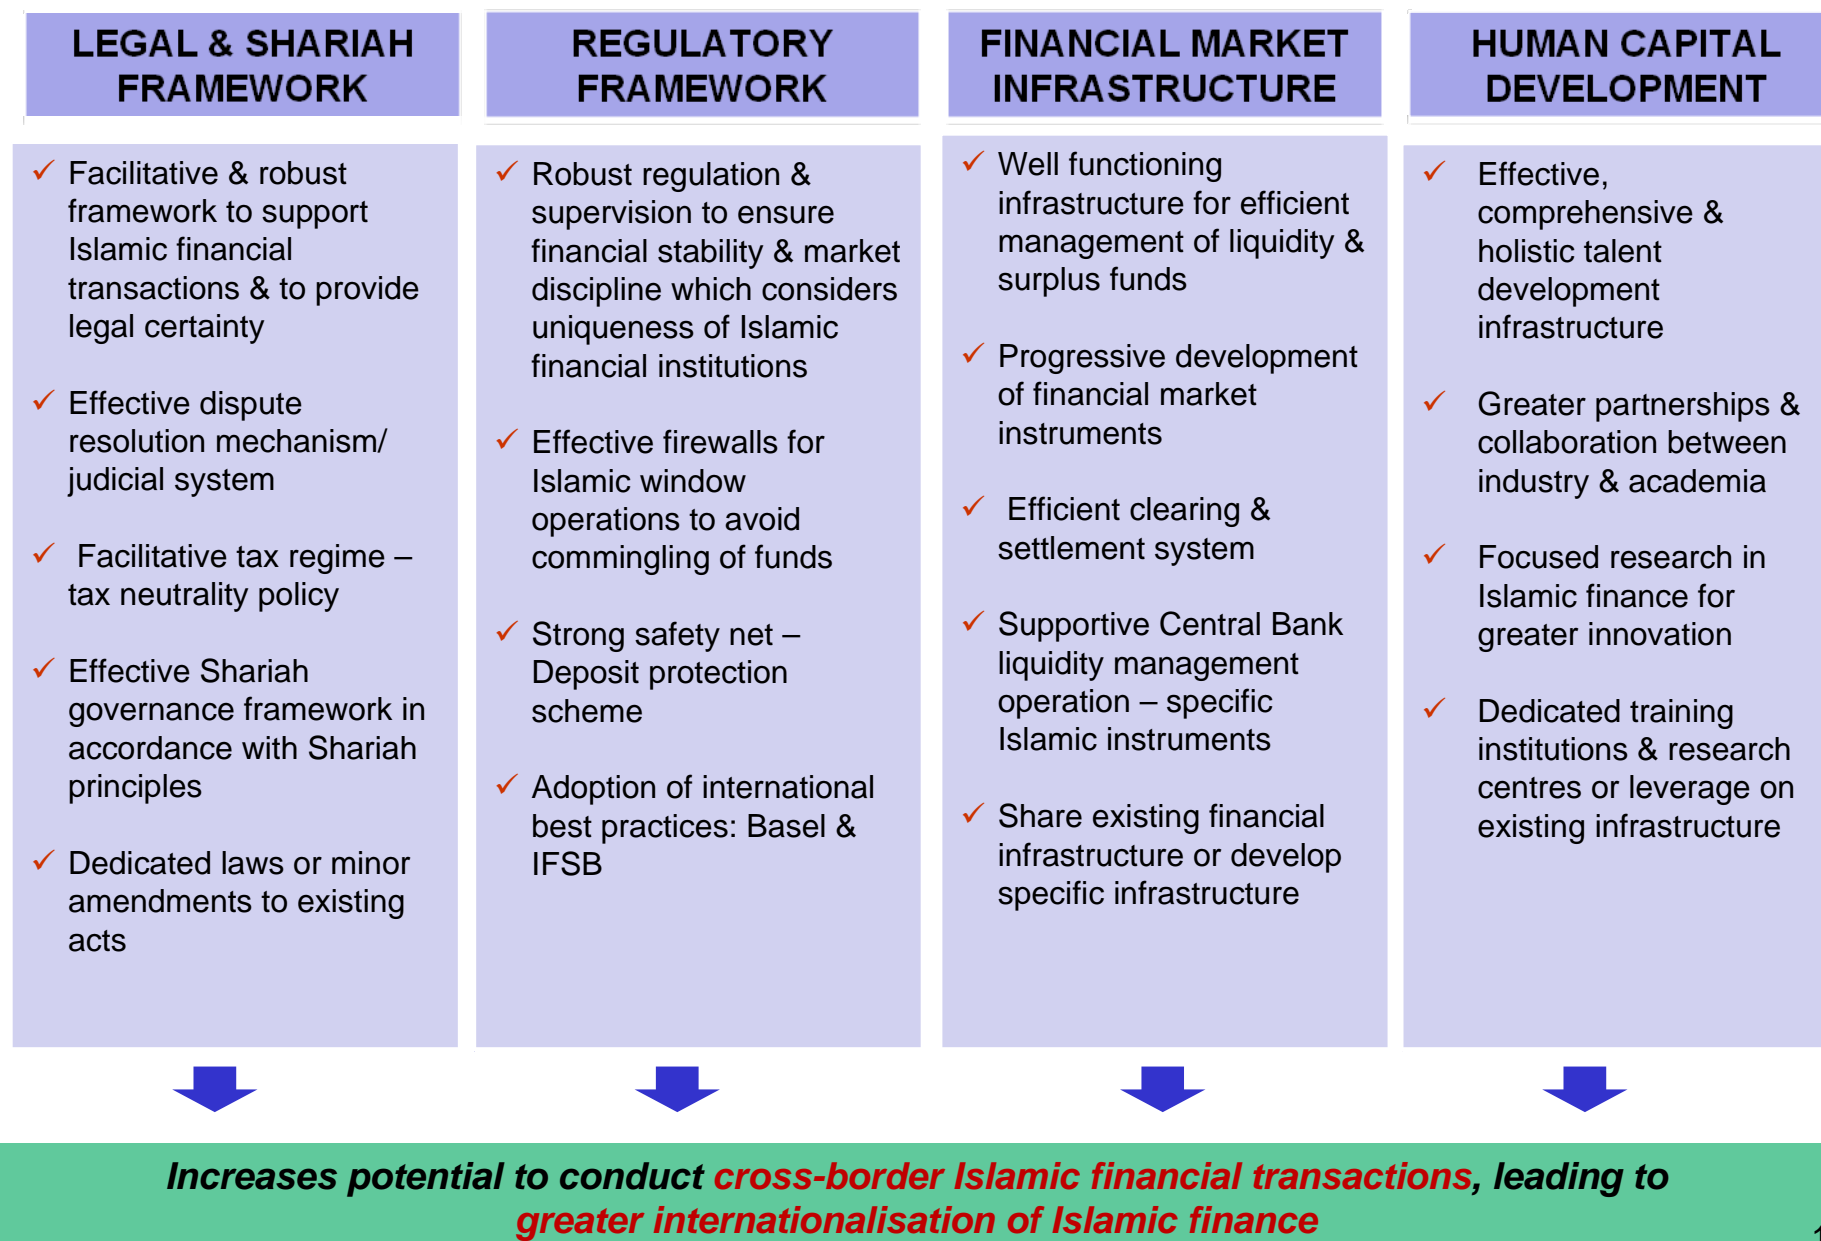 LEGAL & SHARIAH
FRAMEWORK
Facilitative & robust
framework to support
Islamic financial
transactions & to provide
legal certainty
Effective dispute
resolution mechanism/
judicial system
Facilitative tax regime –
tax neutrality policy
Effective Shariah
governance framework in
accordance with Shariah
principles
Dedicated laws or minor
amendments to existing
acts
REGULATORY
FRAMEWORK
Robust regulation &
supervision to ensure
financial stability & market
discipline which considers
uniqueness of Islamic
financial institutions
Effective firewalls for
Islamic window
operations to avoid
commingling of funds
Strong safety net –
Deposit protection
scheme
Adoption of international
best practices: Basel &
IFSB
FINANCIAL MARKET
INFRASTRUCTURE
Well functioning
infrastructure for efficient
management of liquidity &
surplus funds
Progressive development
of financial market
instruments
Efficient clearing &
settlement system
Supportive Central Bank
liquidity management
operation – specific
Islamic instruments
Share existing financial
infrastructure or develop
specific infrastructure
HUMAN CAPITAL
DEVELOPMENT
Effective,
comprehensive &
holistic talent
development
infrastructure
Greater partnerships &
collaboration between
industry & academia
Focused research in
Islamic finance for
greater innovation
Dedicated training
institutions & research
centres or leverage on
existing infrastructure
Increases potential to conduct cross-border Islamic financial transactions, leading to
greater internationalisation of Islamic finance